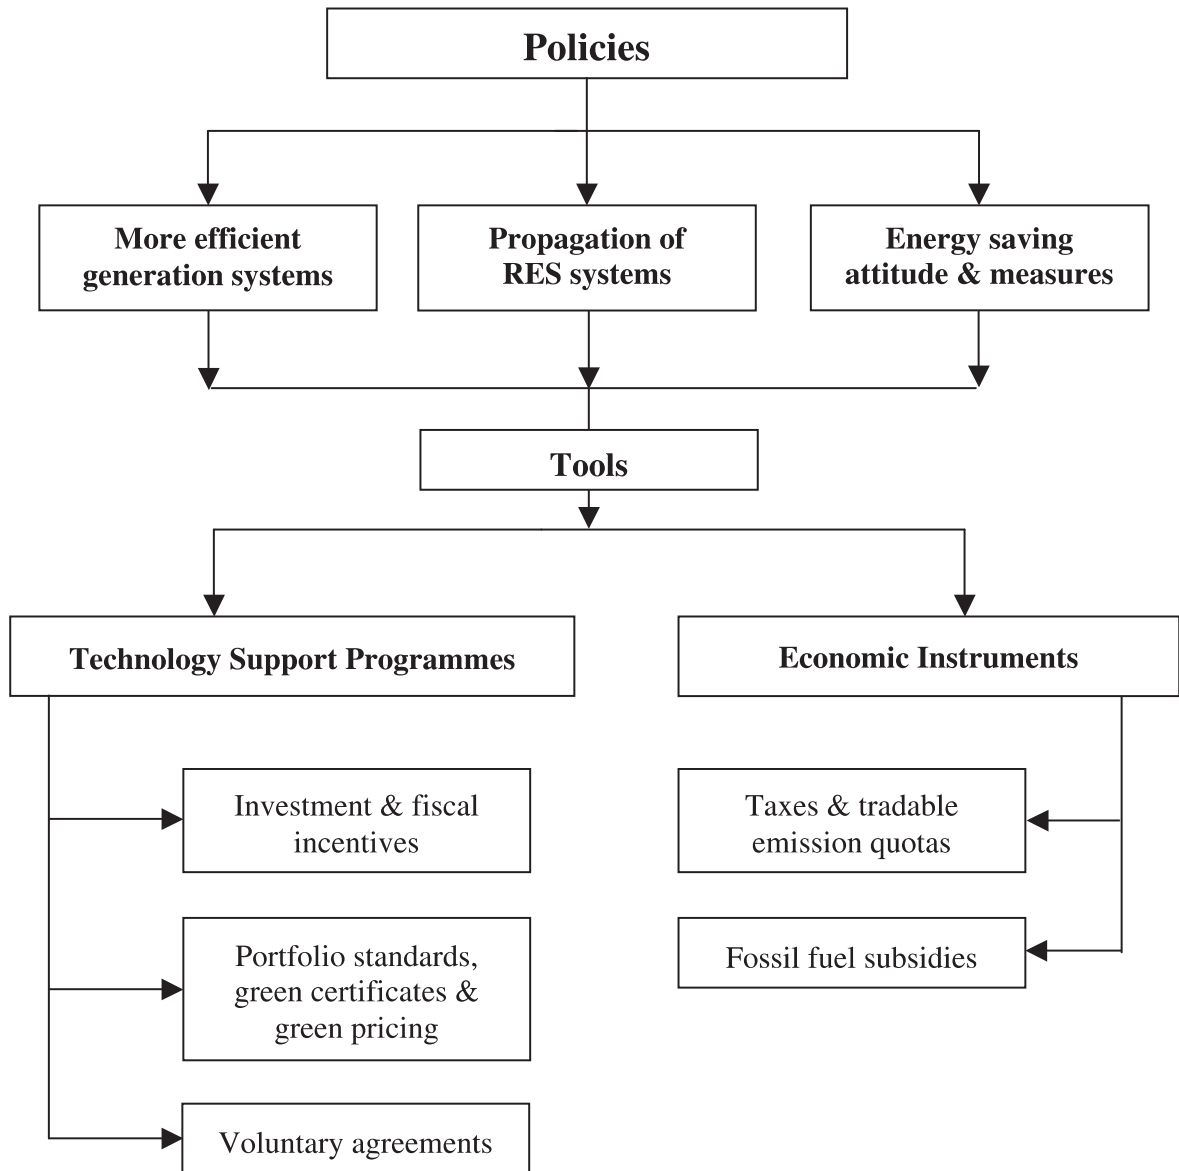 Policies
More efficient
generation systems
Propagation of
RES systems
Energy saving
attitude & measures
Tools
Technology Support Programmes
Economic Instruments
Investment & fiscal
incentives
Taxes & tradable
emission quotas
Portfolio standards,
green certificates &
green pricing
Fossil fuel subsidies
Voluntary agreements